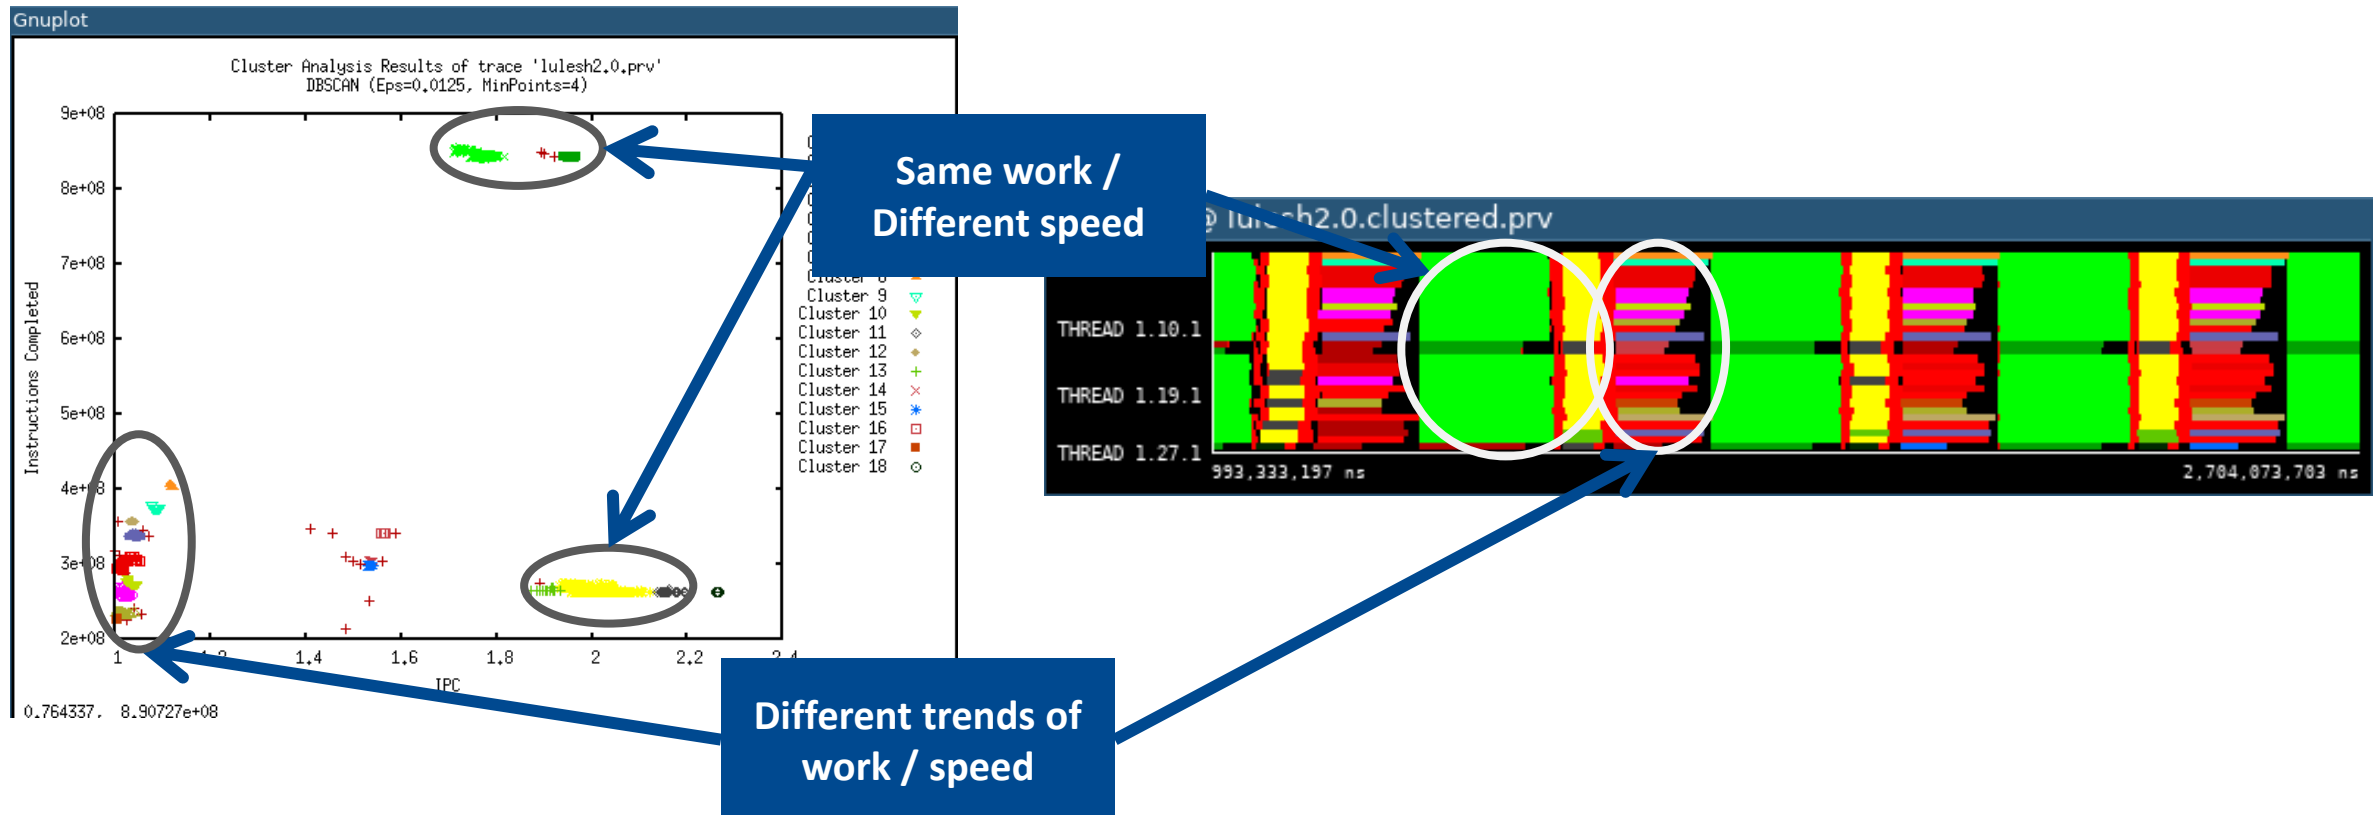 Gnuplot
Cluster Analysis Results of trace 'lulesh2.0.prv'
DBSCAN (Eps=0.0125, MinPoints=4)
9e+08
8e+08
7e+08
6e+08
5e+08
4e+08
3e+08
2e+08
Instructions Completed
1
1.4
1.6
1.8
2
2.2
IPC
0.764337, 8.90727e+08
Cluster 9
Cluster 10
Cluster 11
Cluster 12
Cluster 13
Cluster 14
Cluster 15
Cluster 16
Cluster 17
Cluster 18
Same work /
Different speed
Different trends of
work / speed
@ lulesh2.0.clustered.prv
THREAD 1.10.1
THREAD 1.19.1
THREAD 1.27.1
993,333,197 ns
2,704,073,703 ns